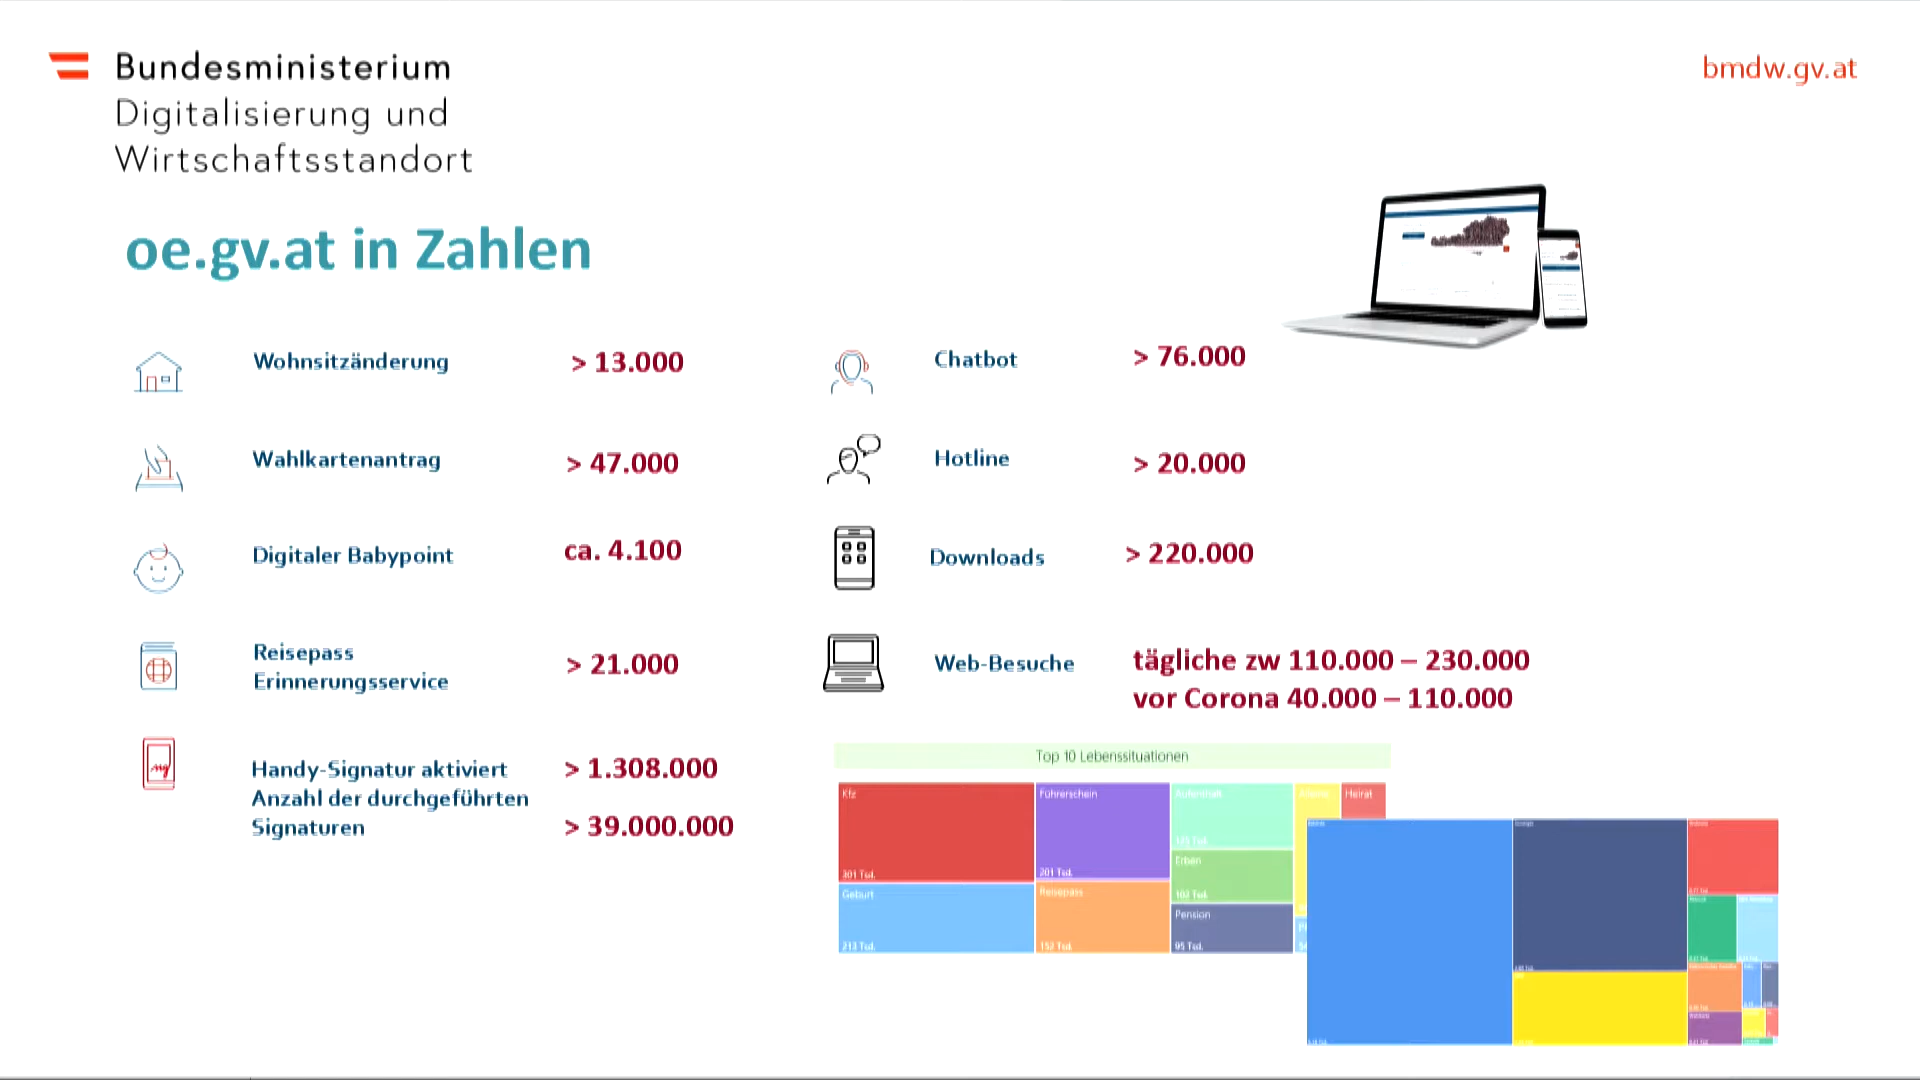 Bundesministerium
Digitalisierung und
Wirtschaftsstandort
bmdw.gv.at
oe.gv.at in Zahlen
Wohnsitzänderung > 13.000
Wahlkartenantrag > 47.000
Digitaler Babypoint ca. 4.100
Reisepass
Erinnerungsservice > 21.000
Handy-Signatur aktiviert > 1.308.000
Anzahl der durchgeführten
Signaturen > 39.000.000
Chatbot > 76.000
Hotline > 20.000
Downloads > 220.000
Web-Besuche tägliche zw 110.000 – 230.000
vor Corona 40.000 – 110.000
Top 10 Lebenssituationen
Kfz
301 Tsd.
Führerschein
201 Tsd.
Heirat
Erben
102 Tsd.
Geburt
213 Tsd.
Reisepass
152 Tsd.
Pension
95 Tsd.